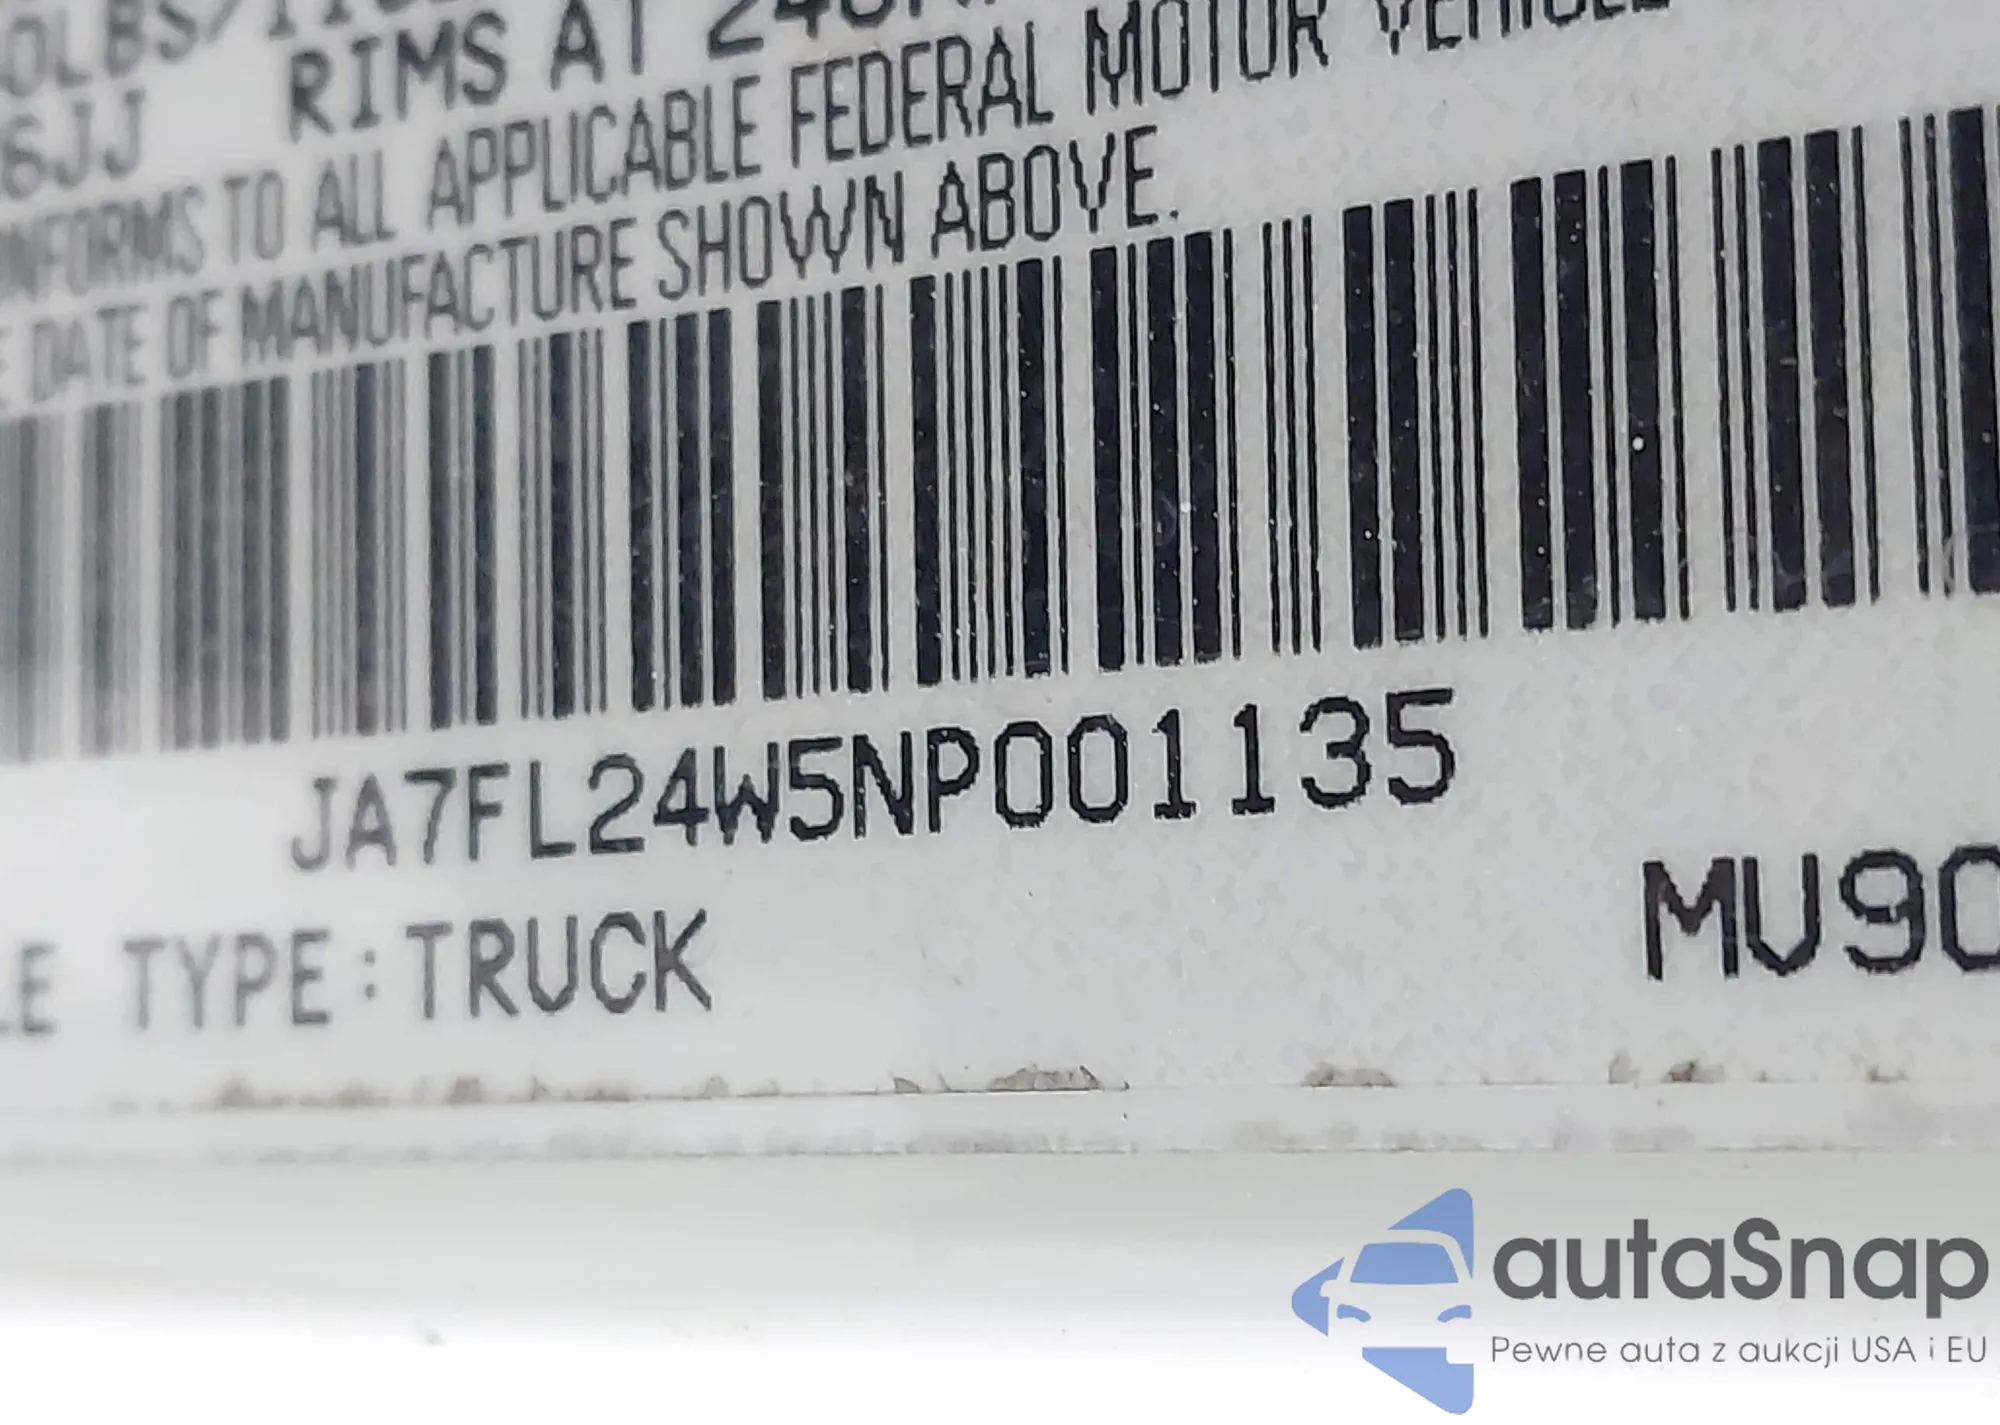 RIMS AT
6JJ
TO ALL APPLICABLE FEDERAL MOTOR VEHICLE
DATE OF MANUFACTURE SHOWN ABOVE.
JA7FL24W5NP001135
TYPE: TRUCK
MU90
autaSnap
Pewne auta z aukcji USA i EU